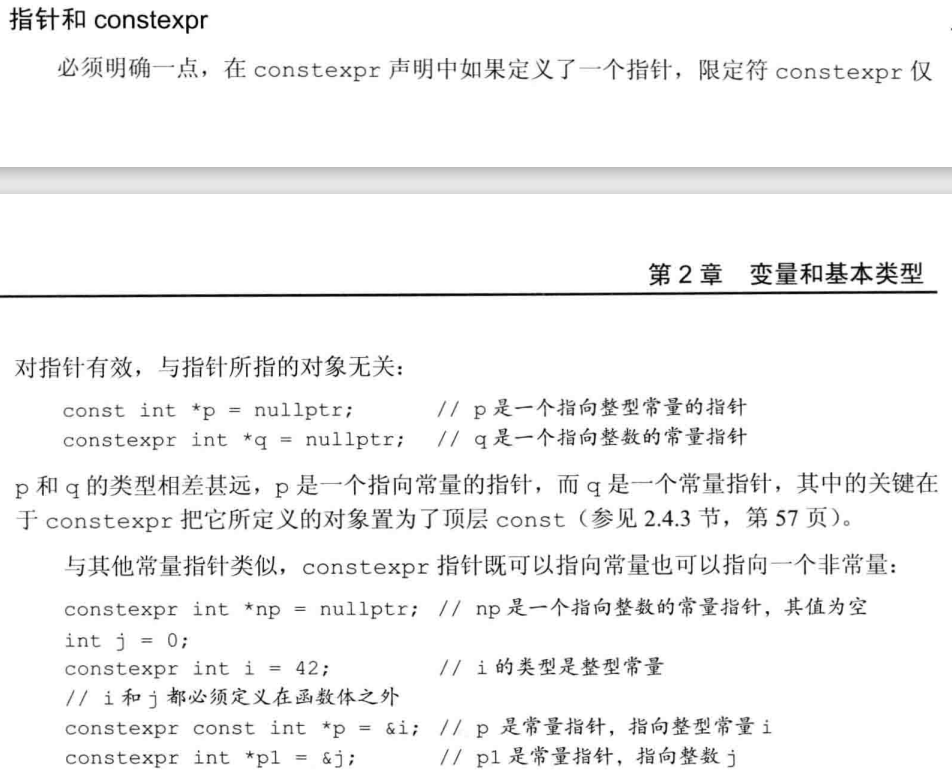 指针和 constexpr
必须明确一点，在 constexpr 声明中如果定义了一个指针，限定符 constexpr 仅
第 2 章 变量和基本类型
对指针有效，与指针所指的对象无关：
const int *p = nullptr; // p 是一个指向整型常量的指针
constexpr int *q = nullptr; // q 是一个指向整数的常量指针
p 和 q 的类型相差甚远，p 是一个指向常量的指针，而 q 是一个常量指针，其中的关键在
于 constexpr 把它所定义的对象置为了顶层 const（参见 2.4.3 节，第 57 页）。
与其他常量指针类似，constexpr 指针既可以指向常量也可以指向一个非常量：
constexpr int *np = nullptr; // np 是一个指向整数的常量指针，其值为空
int j = 0;
constexpr int i = 42; // i 的类型是整型常量
// i 和 j 都必须定义在函数体之外
constexpr const int *p = &i; // p 是常量指针，指向整型常量 i
constexpr int *p1 = &j; // p1 是常量指针，指向整数 j